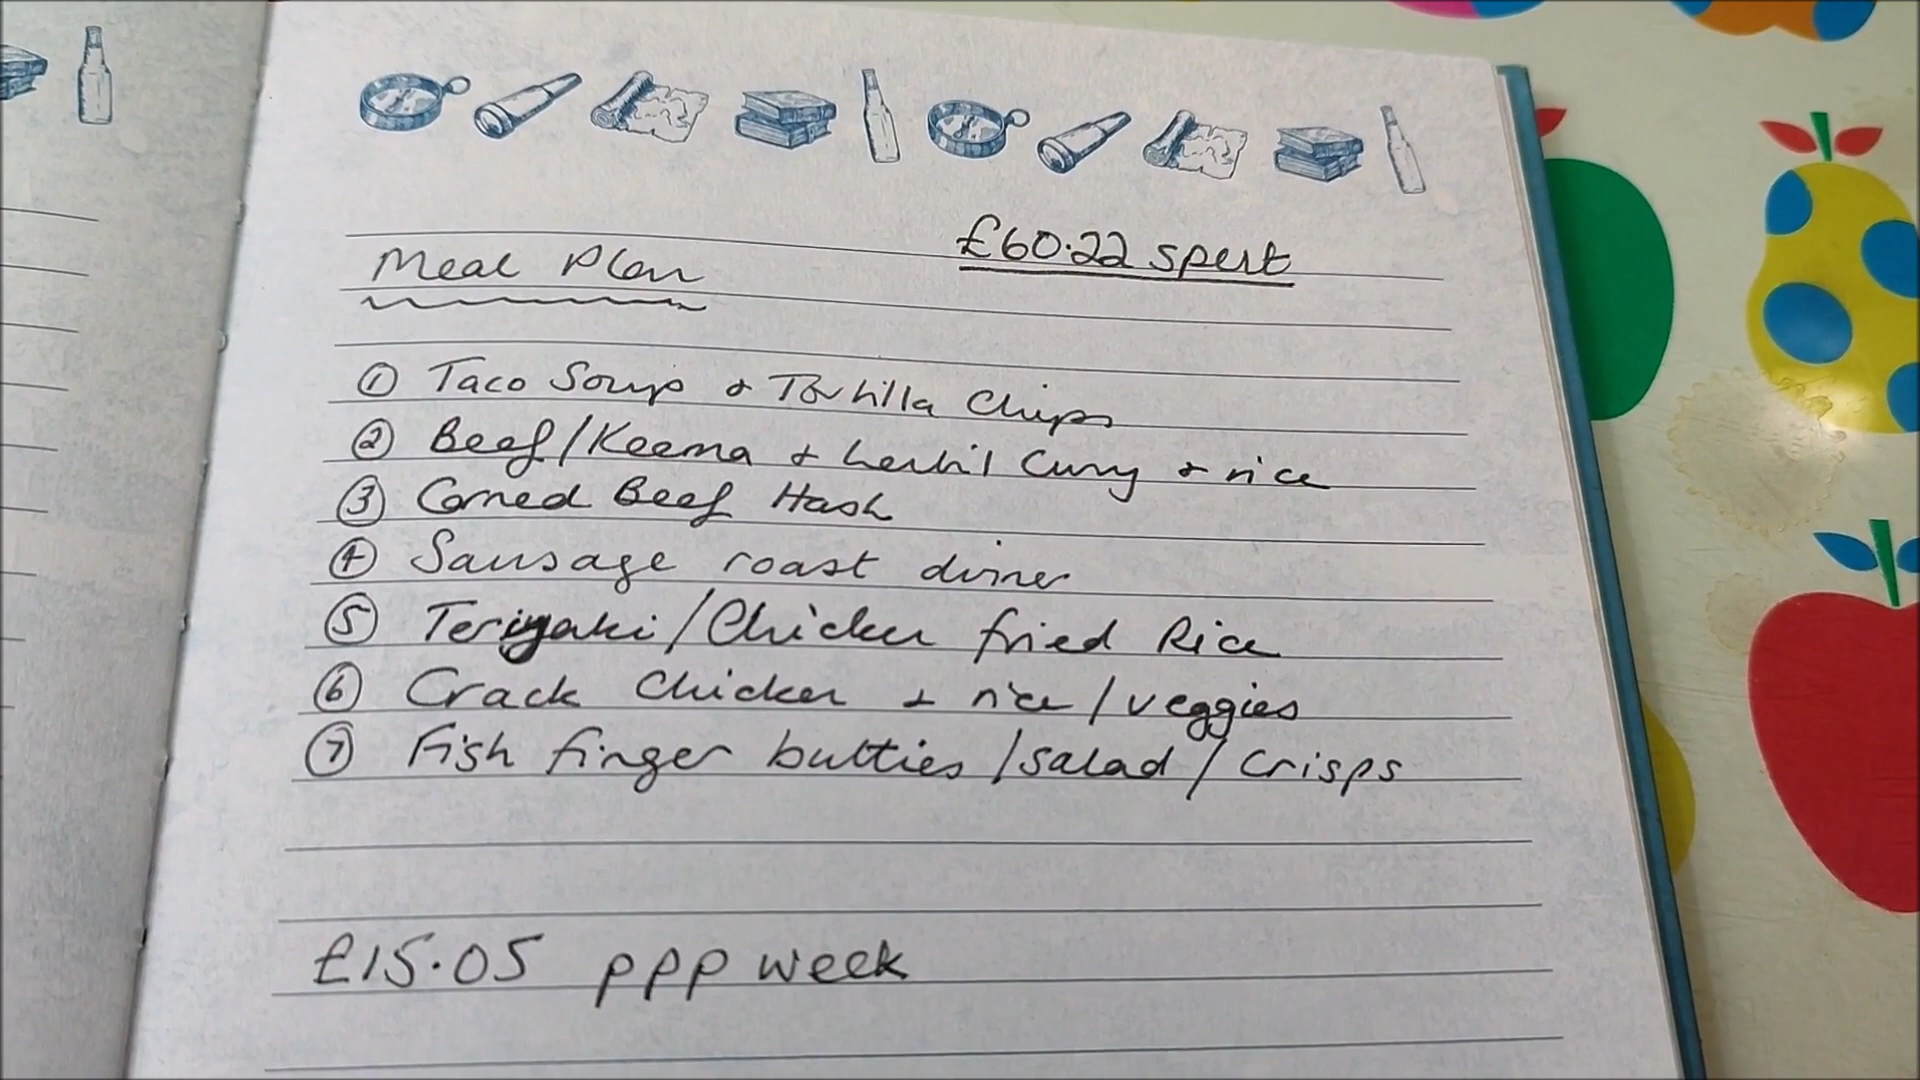 Meal Plan
£60.22 spent
① Taco Soup & Tortilla Chips
② Beef/Keema & Lentil Curry & rice
③ Corned Beef Hash
④ Sausage roast dinner
⑤ Teriyaki/Chicken fried Rice
⑥ Crack Chicken & rice/veggies
⑦ Fish finger butties/salad/crisps
£15.05 ppp week